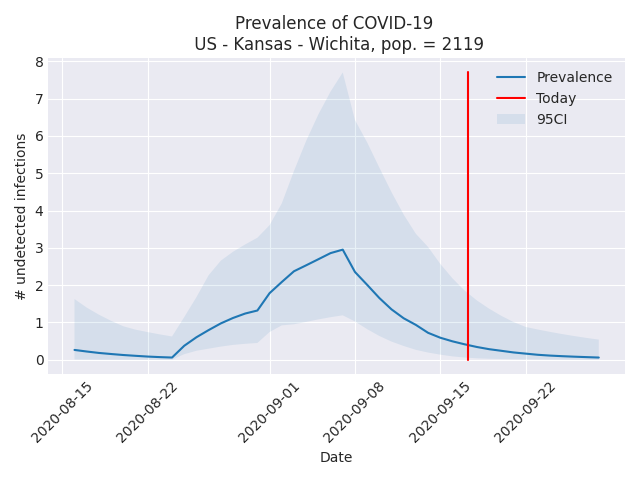 Prevalence of COVID-19
US - Kansas - Wichita, pop. = 2119
8
7
6
5
4
3
2
1
0
# undetected infections
Prevalence
Today
95CI
2020-08-15
2020-08-22
2020-09-01
2020-09-08
2020-09-15
2020-09-22
Date